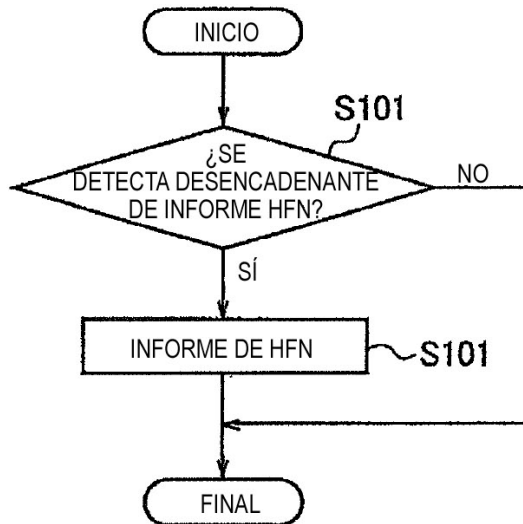 INICIO
S101
¿SE
DETECTA DESENCADENANTE
DE INFORME HFN?
NO
SÍ
INFORME DE HFN
S101
FINAL